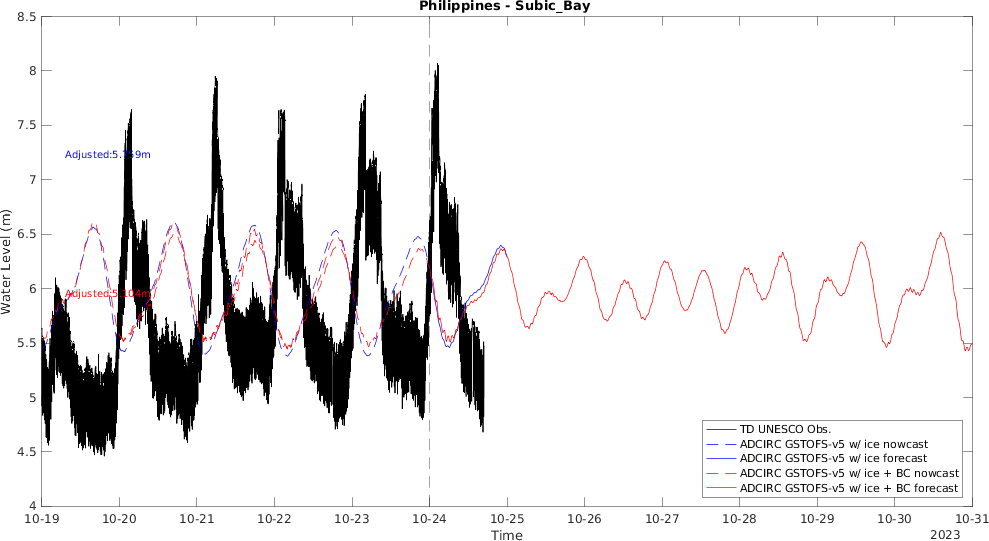 Philippines - Subic_Bay
8.5
8
7.5
7
6.5
6
5.5
5
4.5
4
Water Level (m)
Adjusted:5.759m
TD UNESCO Obs.
ADCIRC GSTOFS-v5 w/ ice nowcast
ADCIRC GSTOFS-v5 w/ ice forecast
ADCIRC GSTOFS-v5 w/ ice + BC nowcast
ADCIRC GSTOFS-v5 w/ ice + BC forecast
10-19 10-20 10-21 10-22 10-23 10-24 10-25 10-26 10-27 10-28 10-29 10-30 10-31
Time
2023